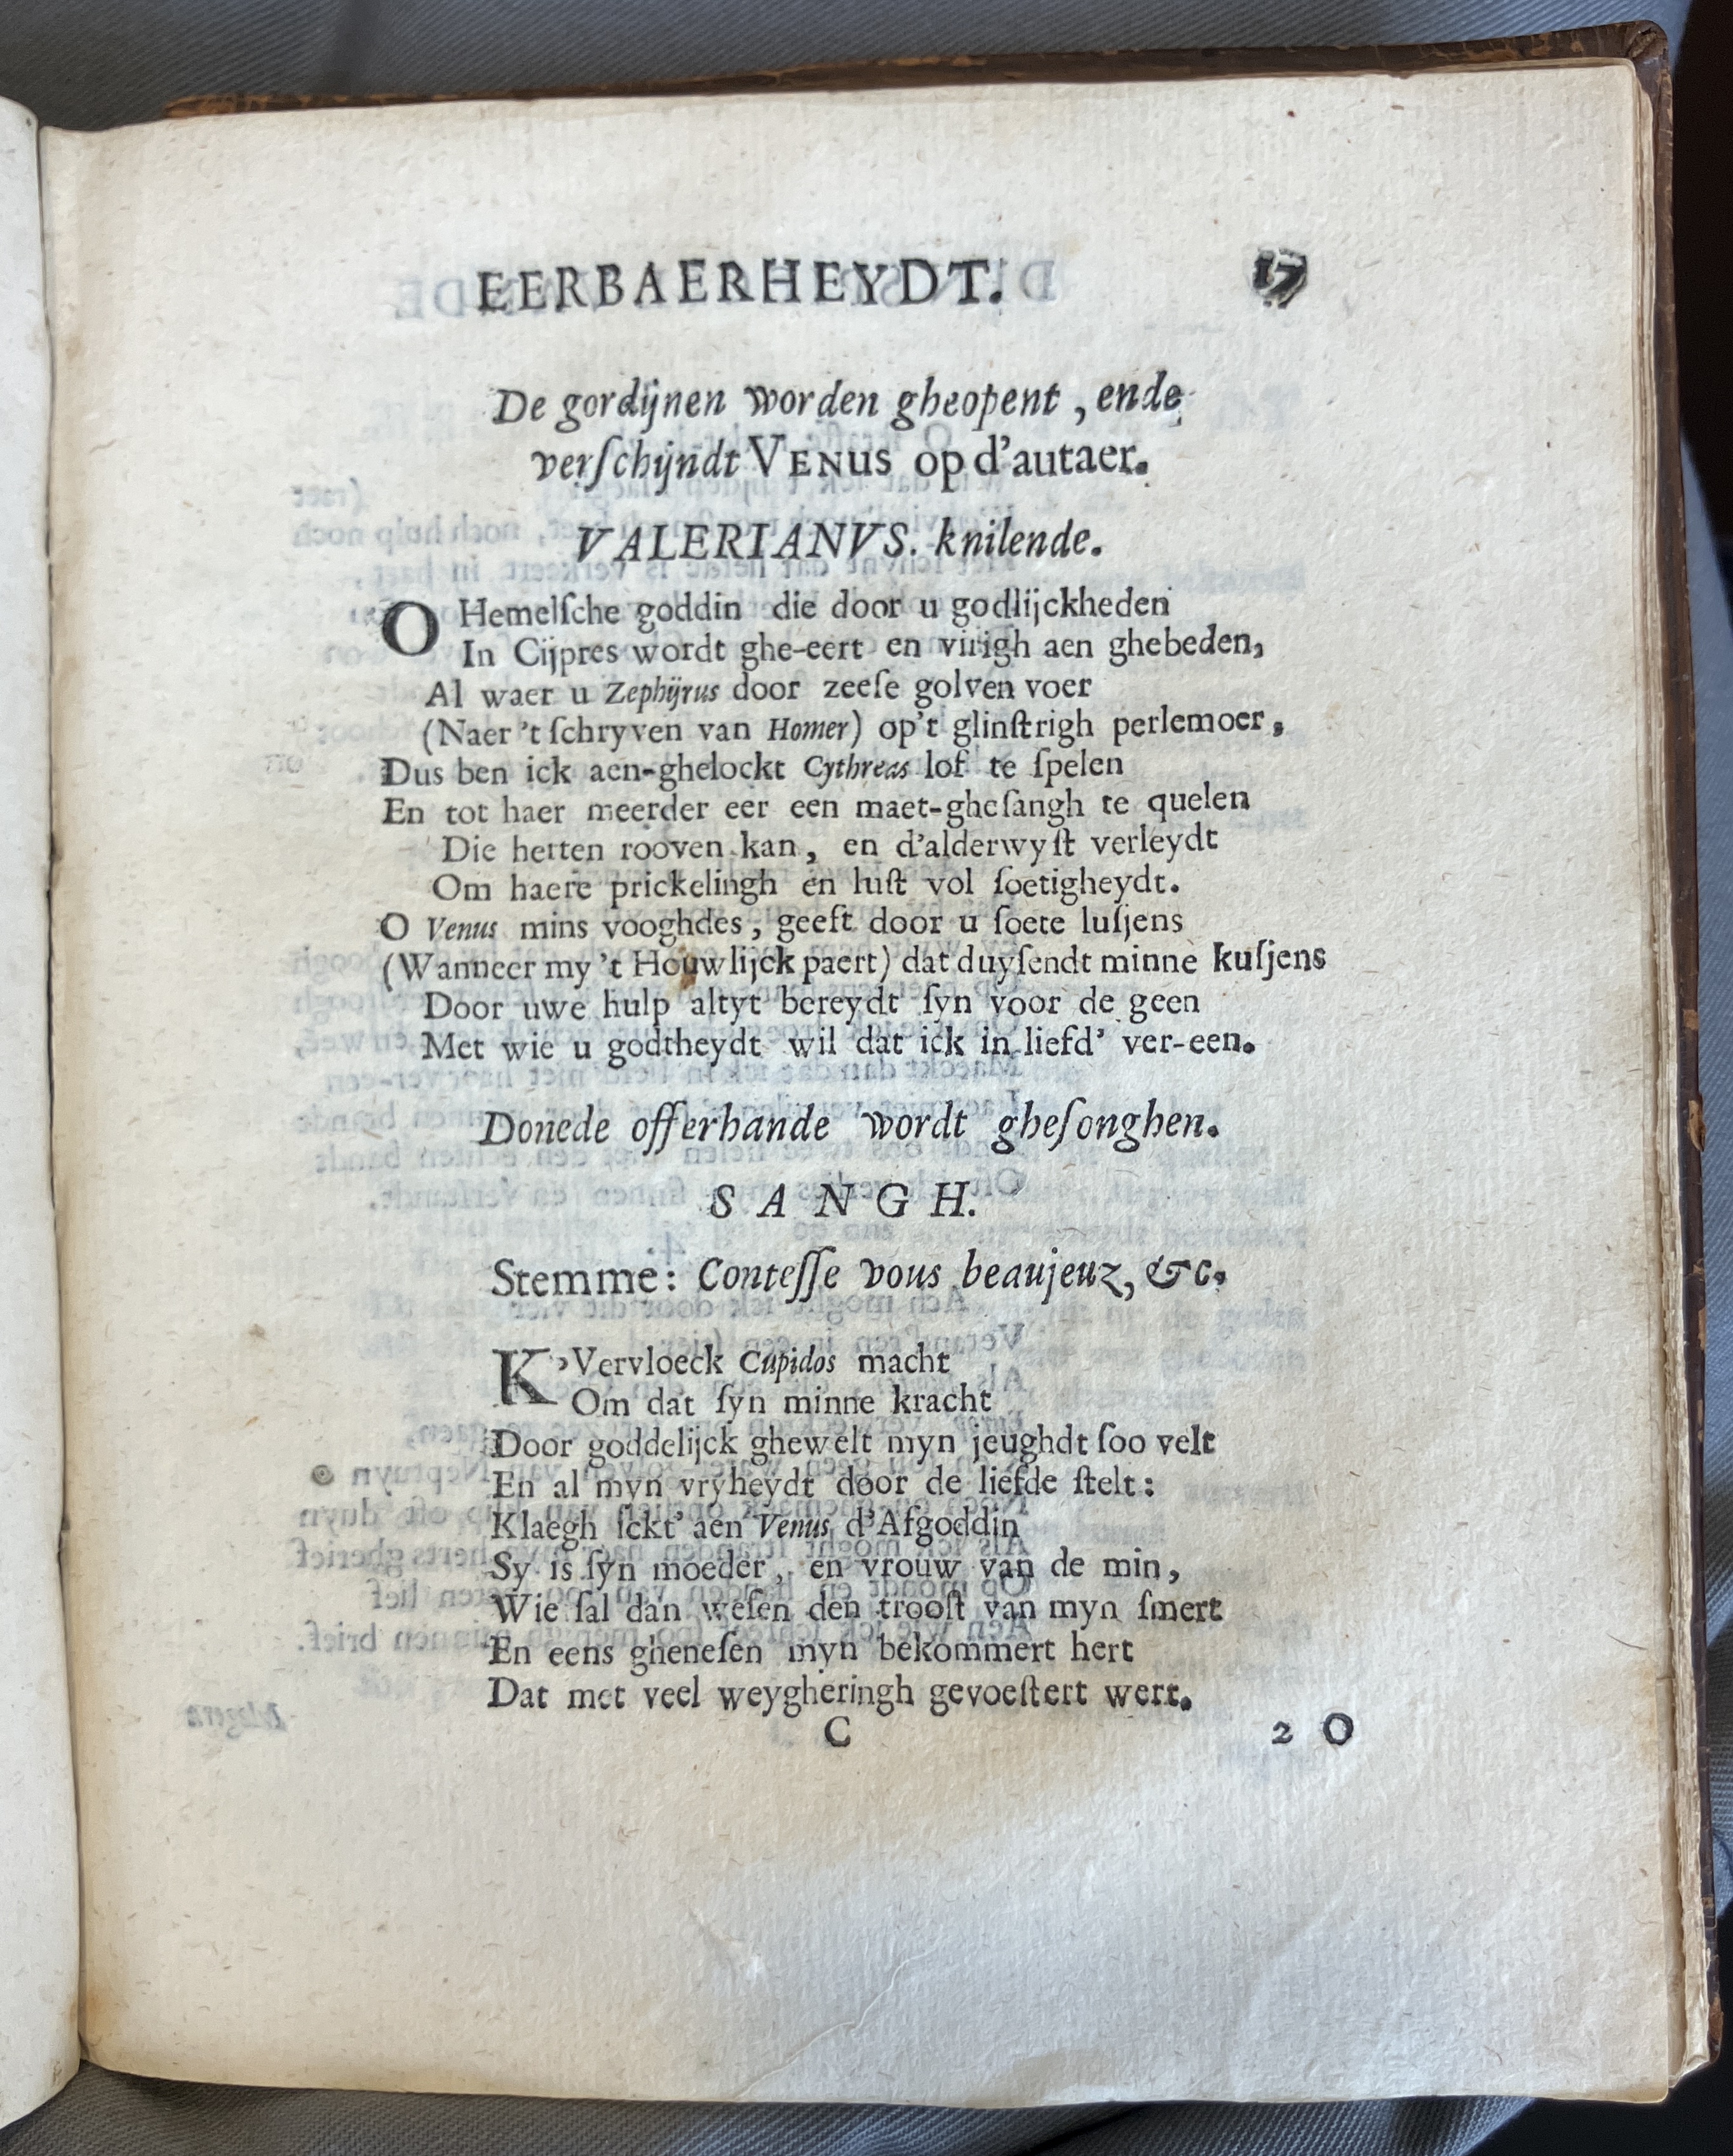 EERBAERHEYDT. 17
De gordijnen worden gheopent , ende
verſchijndt VENUS op d'autaer.
VALERIANVS. knilende.
O Hemelſche goddin die door u godlijckheden
In Cijpres wordt ghe-eert en virigh aen ghebeden,
Al waer u Zephijrus door zeeſe golven voer
(Naer 't ſchryven van Homer) op't glinſtrigh perlemoer,
Dus ben ick aen-ghelockt Cythreas lof te ſpelen
En tot haer meerder eer een maet-gheſangh te quelen
Die herten rooven kan, en d'alderwyſt verleydt
Om haere prickelingh en luſt vol ſoetigheydt.
O Venus mins vooghdes, geeft door u ſoete luſjens
(Wanneer my 't Houwlijck paert) dat duyſendt minne kuſjens
Door uwe hulp altyt bereydt ſyn voor de geen
Met wie u godtheydt wil dat ick in liefd' ver-een.
Donede offerhande wordt gheſonghen.
SANGH.
Stemme: Conteſſe vous beaujeuz, &c.
K'Vervloeck Cupidos macht
Om dat ſyn minne kracht
Door goddelijck ghewelt myn jeughdt ſoo velt
En al myn vryheydt door de liefde ſtelt:
Klaegh ſckt' aen Venus d'Afgoddin
Sy is ſyn moeder, en vrouw van de min,
Wie ſal dan weſen den trooſt van myn ſmert
En eens gheneſen myn bekommert hert
Dat met veel weygheringh gevoeſtert wert.
C 2 O